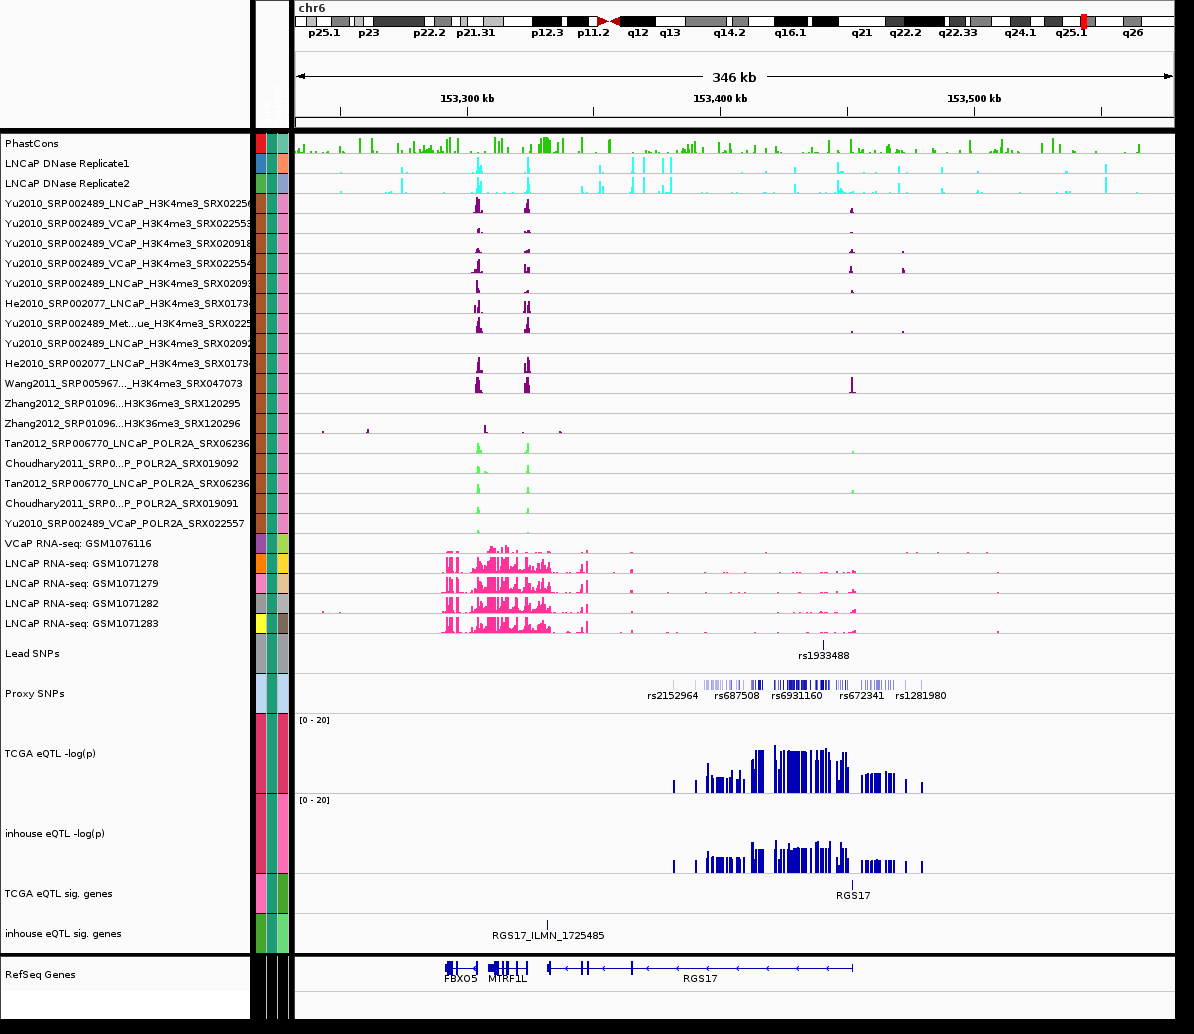 chr6
p25.1 p23 p22.2 p21.31 p12.3 p11.2 q12 q13 q14.2 q16.1 q21 q22.2 q22.33 q24.1 q25.1 q26
346 kb
153,300 kb 153,400 kb 153,500 kb
PhastCons
LNCaP DNase Replicate1
LNCaP DNase Replicate2
Yu2010_SRP002489_LNCaP_H3K4me3_SRX0225
Yu2010_SRP002489_VCaP_H3K4me3_SRX022553
Yu2010_SRP002489_VCaP_H3K4me3_SRX020918
Yu2010_SRP002489_VCaP_H3K4me3_SRX022554
Yu2010_SRP002489_LNCaP_H3K4me3_SRX0209
He2010_SRP002077_LNCaP_H3K4me3_SRX0173
Yu2010_SRP002489_Met...ue_H3K4me3_SRX0225
Yu2010_SRP002489_LNCaP_H3K4me3_SRX0209
He2010_SRP002077_LNCaP_H3K4me3_SRX0173
Wang2011_SRP005967..._H3K4me3_SRX047073
Zhang2012_SRP01096...H3K36me3_SRX120295
Zhang2012_SRP01096...H3K36me3_SRX120296
Tan2012_SRP006770_LNCaP_POLR2A_SRX06236
Choudhary2011_SRP0...P_POLR2A_SRX019092
Tan2012_SRP006770_LNCaP_POLR2A_SRX06236
Choudhary2011_SRP0...P_POLR2A_SRX019091
Yu2010_SRP002489_VCaP_POLR2A_SRX022557
VCaP RNA-seq: GSM1076116
LNCaP RNA-seq: GSM1071278
LNCaP RNA-seq: GSM1071279
LNCaP RNA-seq: GSM1071282
LNCaP RNA-seq: GSM1071283
Lead SNPs
rs1933488
Proxy SNPs
rs2152964 rs687508 rs6931160 rs672341 rs1281980
[0 - 20]
TCGA eQTL -log(p)
[0 - 20]
inhouse eQTL -log(p)
TCGA eQTL sig. genes
RGS17
inhouse eQTL sig. genes
RGS17_ILMN_1725485
RefSeq Genes
FBXO5 MTRF1L RGS17